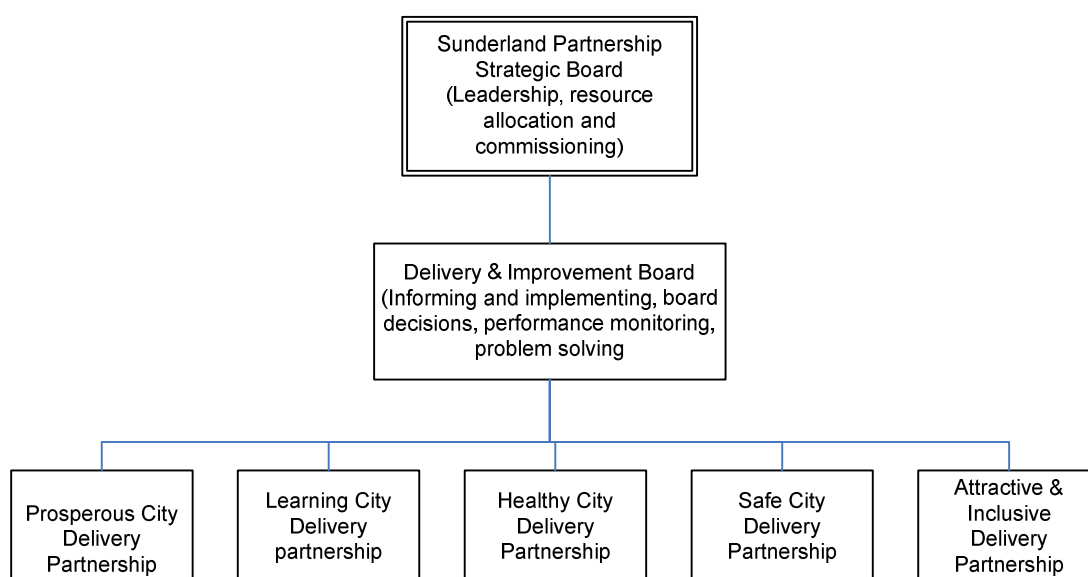 Sunderland Partnership
Strategic Board
(Leadership, resource
allocation and
commissioning)
Delivery & Improvement Board
(Informing and implementing, board
decisions, performance monitoring,
problem solving
Prosperous City
Delivery
Partnership
Learning City
Delivery
partnership
Healthy City
Delivery
Partnership
Safe City
Delivery
Partnership
Attractive &
Inclusive
Delivery
Partnership